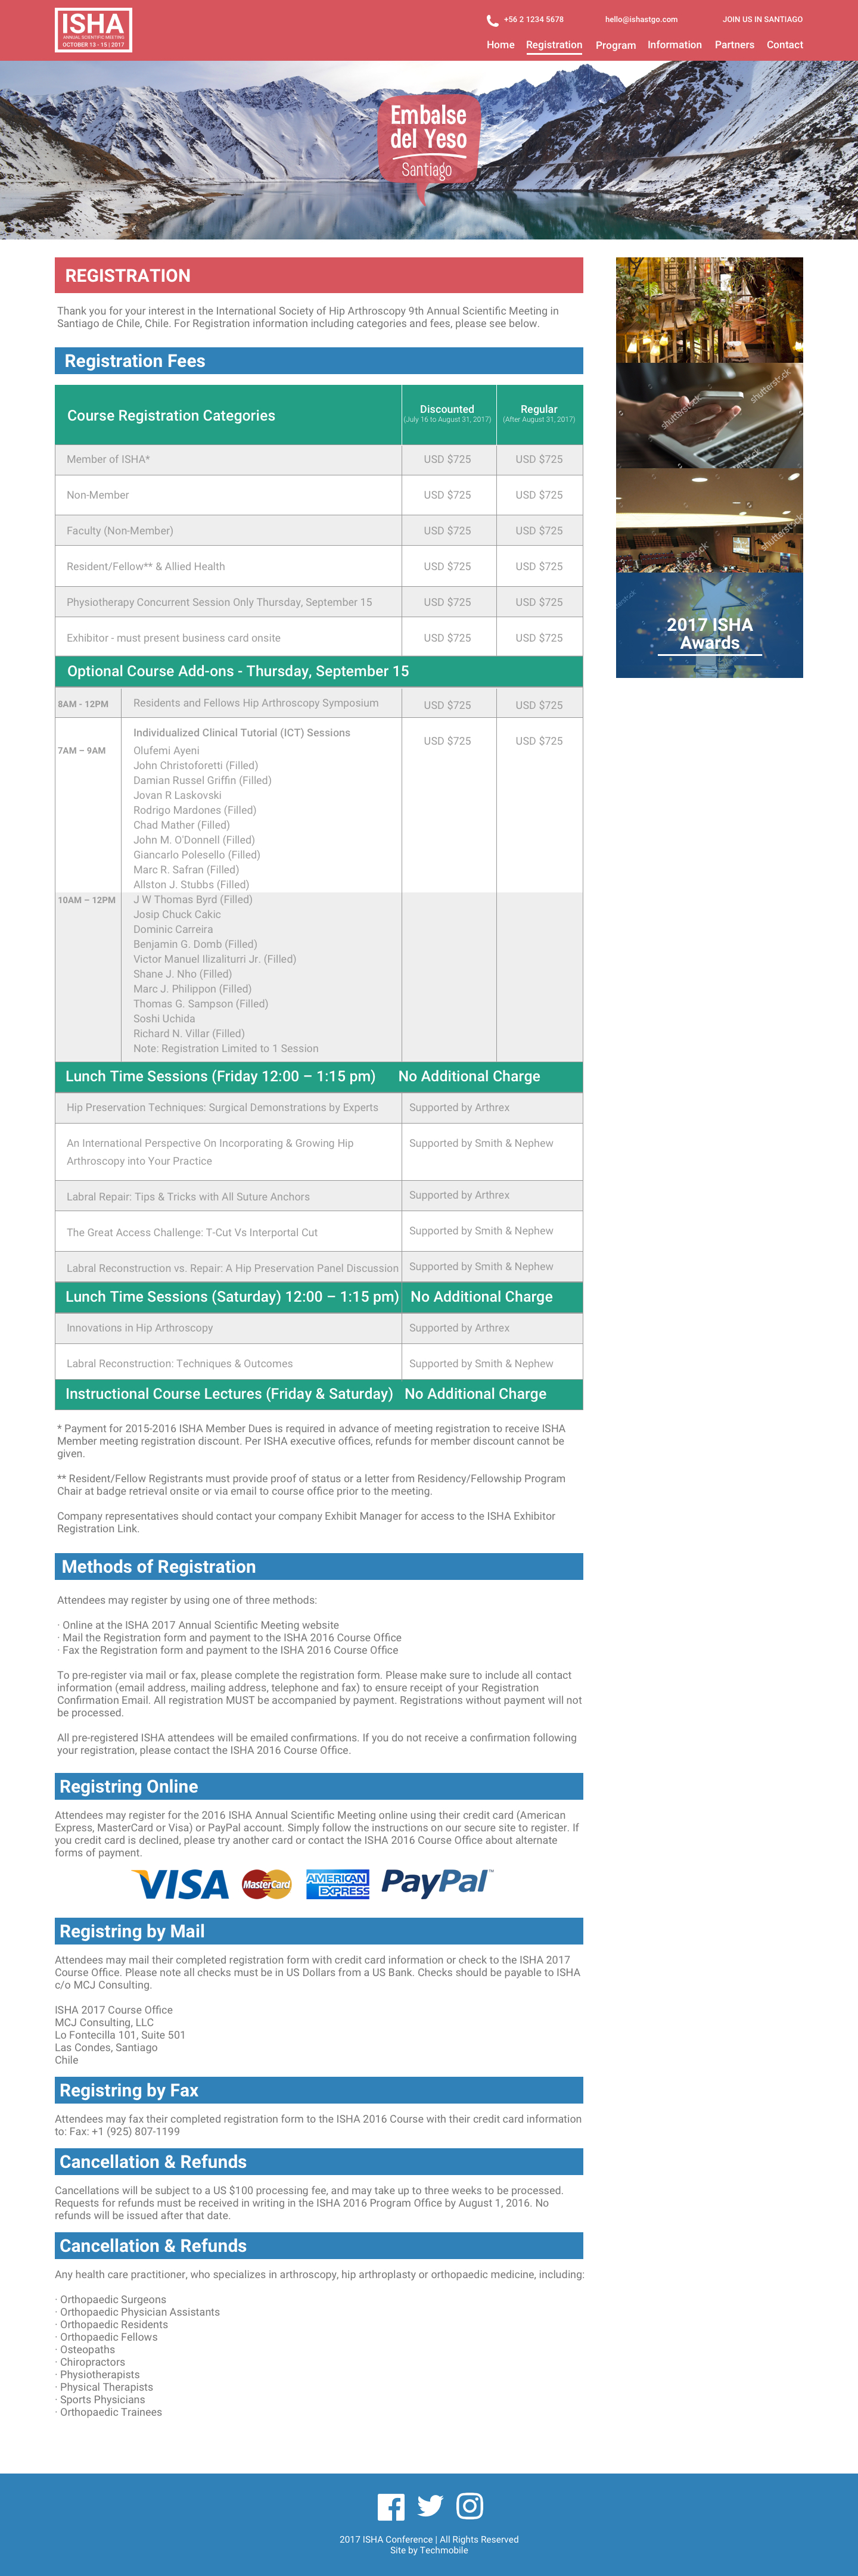 ISHA
ANNUAL SCIENTIFIC MEETING
OCTOBER 13 - 15 | 2017
+56 2 1234 5678
hello@ishastgo.com
JOIN US IN SANTIAGO
Home
Registration
Program
Information
Partners
Contact
Embalse
del Yeso
Santiago
REGISTRATION
Thank you for your interest in the International Society of Hip Arthroscopy 9th Annual Scientific Meeting in
Santiago de Chile, Chile. For Registration information including categories and fees, please see below.
Registration Fees
Course Registration Categories
Discounted
(July 16 to August 31, 2017)
Regular
(After August 31, 2017)
Member of ISHA* USD $725 USD $725
Non-Member USD $725 USD $725
Faculty (Non-Member) USD $725 USD $725
Resident/Fellow** & Allied Health USD $725 USD $725
Physiotherapy Concurrent Session Only Thursday, September 15 USD $725 USD $725
Exhibitor - must present business card onsite USD $725 USD $725
Optional Course Add-ons - Thursday, September 15
8AM - 12PM Residents and Fellows Hip Arthroscopy Symposium USD $725 USD $725
Individualized Clinical Tutorial (ICT) Sessions USD $725 USD $725
7AM – 9AM Olufemi Ayeni
John Christoforetti (Filled)
Damian Russel Griffin (Filled)
Jovan R Laskovski
Rodrigo Mardones (Filled)
Chad Mather (Filled)
John M. O'Donnell (Filled)
Giancarlo Polesello (Filled)
Marc R. Safran (Filled)
Allston J. Stubbs (Filled)
10AM – 12PM J W Thomas Byrd (Filled)
Josip Chuck Cakic
Dominic Carreira
Benjamin G. Domb (Filled)
Victor Manuel Ilizaliturri Jr. (Filled)
Shane J. Nho (Filled)
Marc J. Philippon (Filled)
Thomas G. Sampson (Filled)
Soshi Uchida
Richard N. Villar (Filled)
Note: Registration Limited to 1 Session
Lunch Time Sessions (Friday 12:00 – 1:15 pm) No Additional Charge
Hip Preservation Techniques: Surgical Demonstrations by Experts Supported by Arthrex
An International Perspective On Incorporating & Growing Hip Supported by Smith & Nephew
Arthroscopy into Your Practice
Labral Repair: Tips & Tricks with All Suture Anchors Supported by Arthrex
The Great Access Challenge: T-Cut Vs Interportal Cut Supported by Smith & Nephew
Labral Reconstruction vs. Repair: A Hip Preservation Panel Discussion Supported by Smith & Nephew
Lunch Time Sessions (Saturday) 12:00 – 1:15 pm) No Additional Charge
Innovations in Hip Arthroscopy Supported by Arthrex
Labral Reconstruction: Techniques & Outcomes Supported by Smith & Nephew
Instructional Course Lectures (Friday & Saturday) No Additional Charge
* Payment for 2015-2016 ISHA Member Dues is required in advance of meeting registration to receive ISHA
Member meeting registration discount. Per ISHA executive offices, refunds for member discount cannot be
given.
** Resident/Fellow Registrants must provide proof of status or a letter from Residency/Fellowship Program
Chair at badge retrieval onsite or via email to course office prior to the meeting.
Company representatives should contact your company Exhibit Manager for access to the ISHA Exhibitor
Registration Link.
Methods of Registration
Attendees may register by using one of three methods:
· Online at the ISHA 2017 Annual Scientific Meeting website
· Mail the Registration form and payment to the ISHA 2016 Course Office
· Fax the Registration form and payment to the ISHA 2016 Course Office
To pre-register via mail or fax, please complete the registration form. Please make sure to include all contact
information (email address, mailing address, telephone and fax) to ensure receipt of your Registration
Confirmation Email. All registration MUST be accompanied by payment. Registrations without payment will not
be processed.
All pre-registered ISHA attendees will be emailed confirmations. If you do not receive a confirmation following
your registration, please contact the ISHA 2016 Course Office.
Registring Online
Attendees may register for the 2016 ISHA Annual Scientific Meeting online using their credit card (American
Express, MasterCard or Visa) or PayPal account. Simply follow the instructions on our secure site to register. If
you credit card is declined, please try another card or contact the ISHA 2016 Course Office about alternate
forms of payment.
VISA
MasterCard
AMERICAN
EXPRESS
PayPal™
Registring by Mail
Attendees may mail their completed registration form with credit card information or check to the ISHA 2017
Course Office. Please note all checks must be in US Dollars from a US Bank. Checks should be payable to ISHA
c/o MCJ Consulting.
ISHA 2017 Course Office
MCJ Consulting, LLC
Lo Fontecilla 101, Suite 501
Las Condes, Santiago
Chile
Registring by Fax
Attendees may fax their completed registration form to the ISHA 2016 Course with their credit card information
to: Fax: +1 (925) 807-1199
Cancellation & Refunds
Cancellations will be subject to a US $100 processing fee, and may take up to three weeks to be processed.
Requests for refunds must be received in writing in the ISHA 2016 Program Office by August 1, 2016. No
refunds will be issued after that date.
Cancellation & Refunds
Any health care practitioner, who specializes in arthroscopy, hip arthroplasty or orthopaedic medicine, including:
· Orthopaedic Surgeons
· Orthopaedic Physician Assistants
· Orthopaedic Residents
· Orthopaedic Fellows
· Osteopaths
· Chiropractors
· Physiotherapists
· Physical Therapists
· Sports Physicians
· Orthopaedic Trainees
shutterstock
shutterstock
shutterstock
shutterstock
2017 ISHA
Awards
2017 ISHA Conference | All Rights Reserved
Site by Techmobile